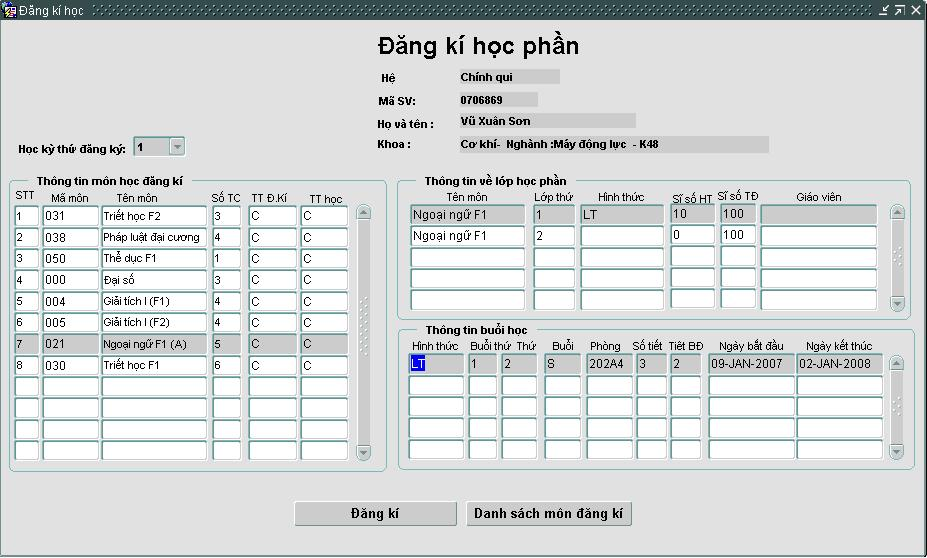 Đăng kí học
Đăng kí học phần
Hệ Chính qui
Mã SV: 0706869
Họ và tên : Vũ Xuân Sơn
Khoa : Cơ khí- Nghành :Máy động lực - K48
Học kỳ thứ đăng ký: 1
Thông tin môn học đăng kí
STT Mã môn Tên môn Số TC TT Đ.Kí TT học
1 031 Triết học F2 3 C C
2 038 Pháp luật đại cương 4 C C
3 050 Thể dục F1 1 C C
4 000 Đại số 3 C C
5 004 Giải tích I (F1) 4 C C
6 005 Giải tích I (F2) 4 C C
7 021 Ngoại ngữ F1 (A) 5 C C
8 030 Triết học F1 6 C C
Thông tin về lớp học phần
Tên môn Lớp thứ Hình thức Sĩ số HT Sĩ số TĐ Giáo viên
Ngoại ngữ F1 1 LT 10 100
Ngoại ngữ F1 2 0 100
Thông tin buổi học
Hình thức Buổi thứ Thứ Buổi Phòng Số tiết Tiêt BĐ Ngày bắt đầu Ngày kết thúc
LT 1 2 S 202A4 3 2 09-JAN-2007 02-JAN-2008
Đăng kí Danh sách môn đăng kí